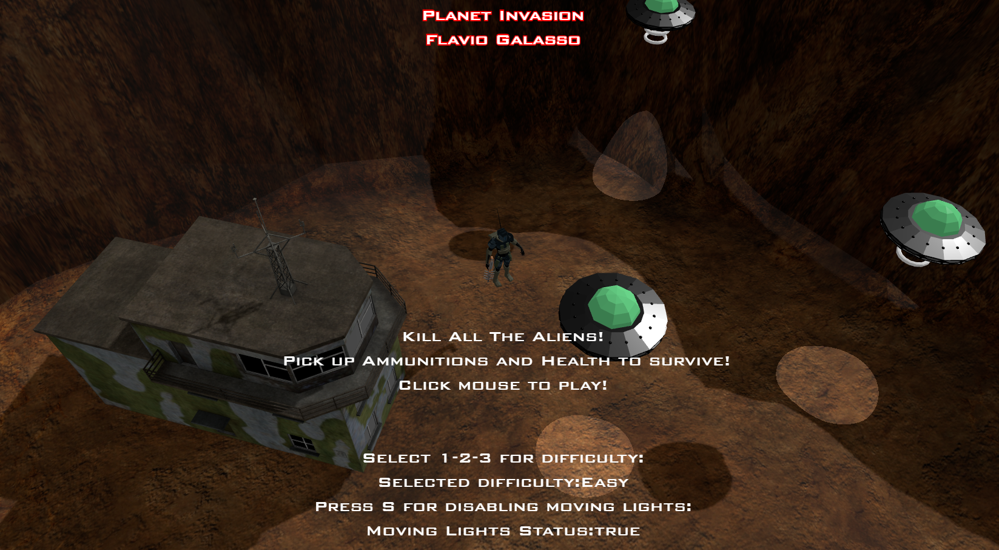 Planet Invasion
Flavio Galasso
Kill All The Aliens!
Pick up Ammunitions and Health to survive!
Click mouse to play!
Select 1-2-3 for difficulty:
Selected difficulty:Easy
Press S for disabling moving lights:
Moving Lights Status:true